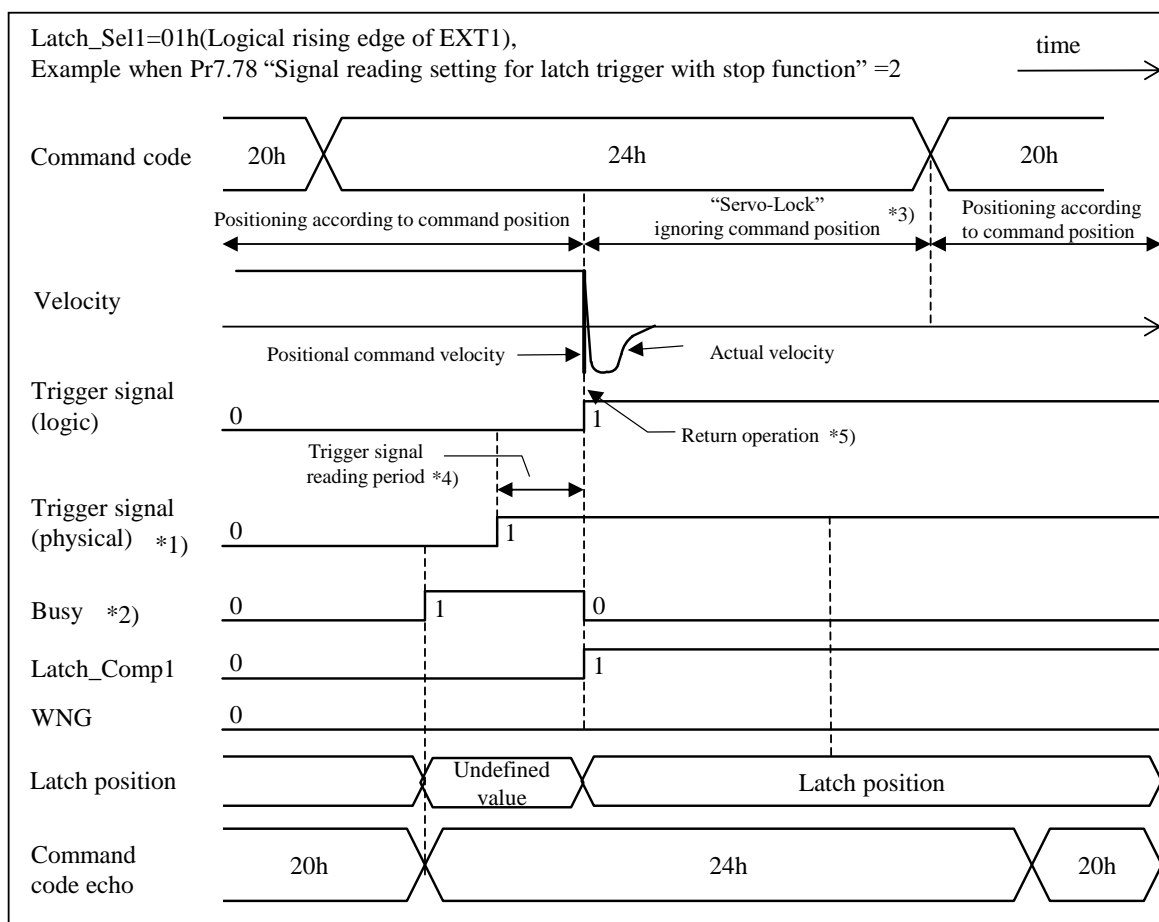 Latch_Sel1=01h(Logical rising edge of EXT1),
Example when Pr7.78 “Signal reading setting for latch trigger with stop function” =2
time
Command code
20h
24h
20h
Positioning according to command position
“Servo-Lock”
ignoring command position *3)
Positioning according
to command position
Velocity
Positional command velocity
Actual velocity
Trigger signal
(logic)
0
1
Return operation *5)
Trigger signal
reading period *4)
Trigger signal
(physical) *1)
0
1
Busy *2)
0
1
0
Latch_Comp1
0
1
WNG
0
Latch position
Undefined
value
Latch position
Command
code echo
20h
24h
20h